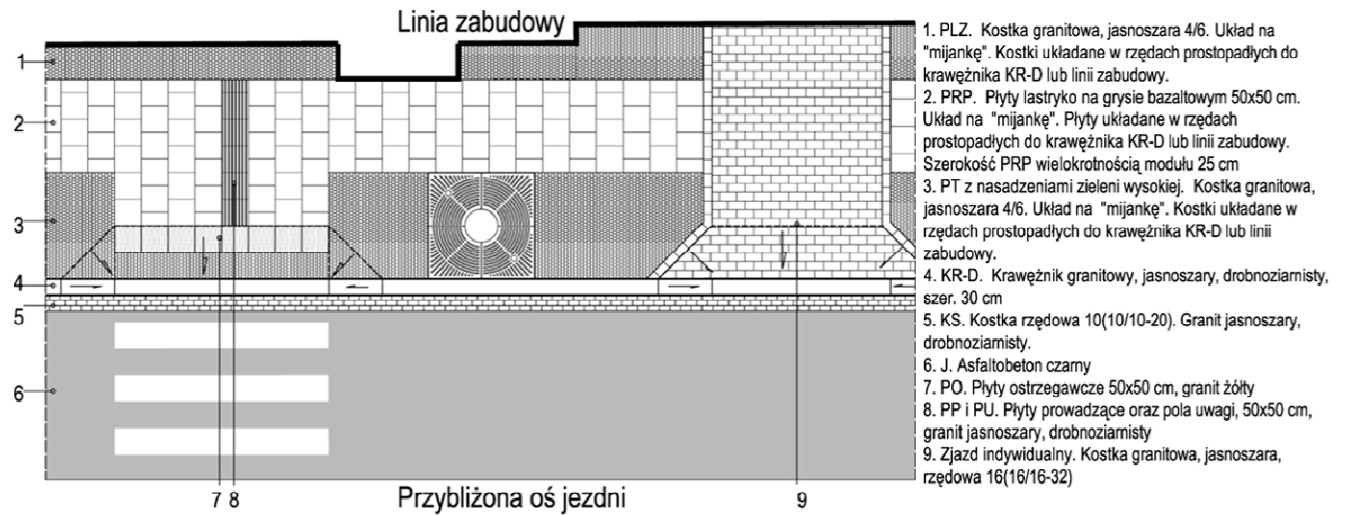 Linia zabudowy
1
2
3
4
5
6
7 8
Przybliżona oś jezdni
9
1. PLZ. Kostka granitowa, jasnoszara 4/6. Układ na
"mijankę". Kostki układane w rzędach prostopadłych do
krawężnika KR-D lub linii zabudowy.
2. PRP. Płyty lastryko na grysie bazaltowym 50x50 cm.
Układ na "mijankę". Płyty układane w rzędach
prostopadłych do krawężnika KR-D lub linii zabudowy.
Szerokość PRP wielokrotnością modułu 25 cm
3. PT z nasadzeniami zieleni wysokiej. Kostka granitowa,
jasnoszara 4/6. Układ na "mijankę". Kostki układane w
rzędach prostopadłych do krawężnika KR-D lub linii
zabudowy.
4. KR-D. Krawężnik granitowy, jasnoszary, drobnoziarnisty,
szer. 30 cm
5. KS. Kostka rzędowa 10(10/10-20). Granit jasnoszary,
drobnoziarnisty.
6. J. Asfaltobeton czarny
7. PO. Płyty ostrzegawcze 50x50 cm, granit żółty
8. PP i PU. Płyty prowadzące oraz pola uwagi, 50x50 cm,
granit jasnoszary, drobnoziarnisty
9. Zjazd indywidualny. Kostka granitowa, jasnoszara,
rzędowa 16(16/16-32)